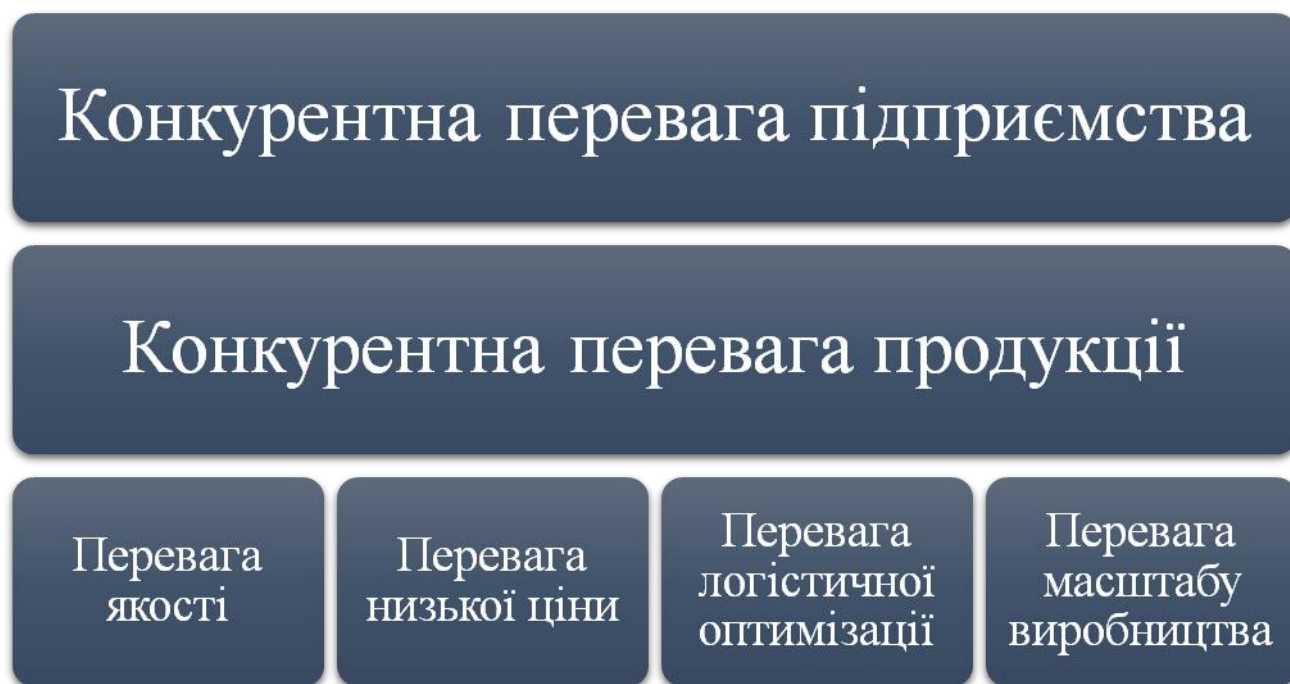 Конкурентна перевага підприємства
Конкурентна перевага продукції
Перевага
якості
Перевага
низької ціни
Перевага
логістичної
оптимізації
Перевага
масштабу
виробництва